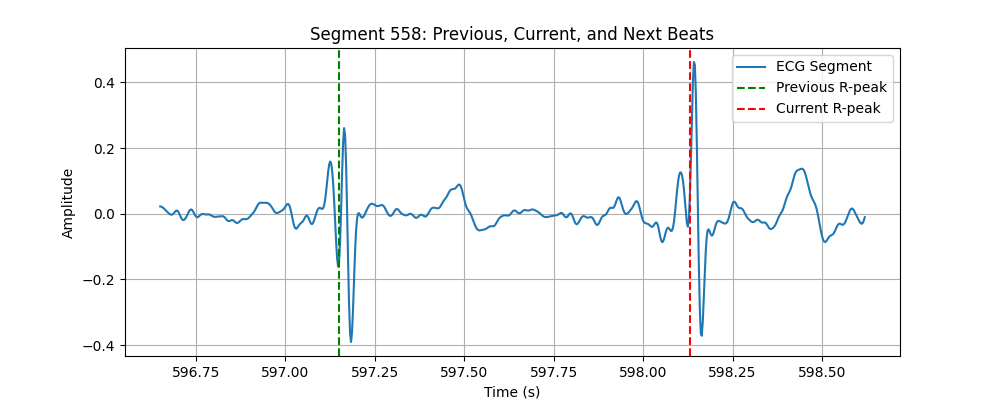 Segment 558: Previous, Current, and Next Beats
ECG Segment
Previous R-peak
Current R-peak
Amplitude
0.4
0.2
0.0
−0.2
−0.4
596.75 597.00 597.25 597.50 597.75 598.00 598.25 598.50
Time (s)